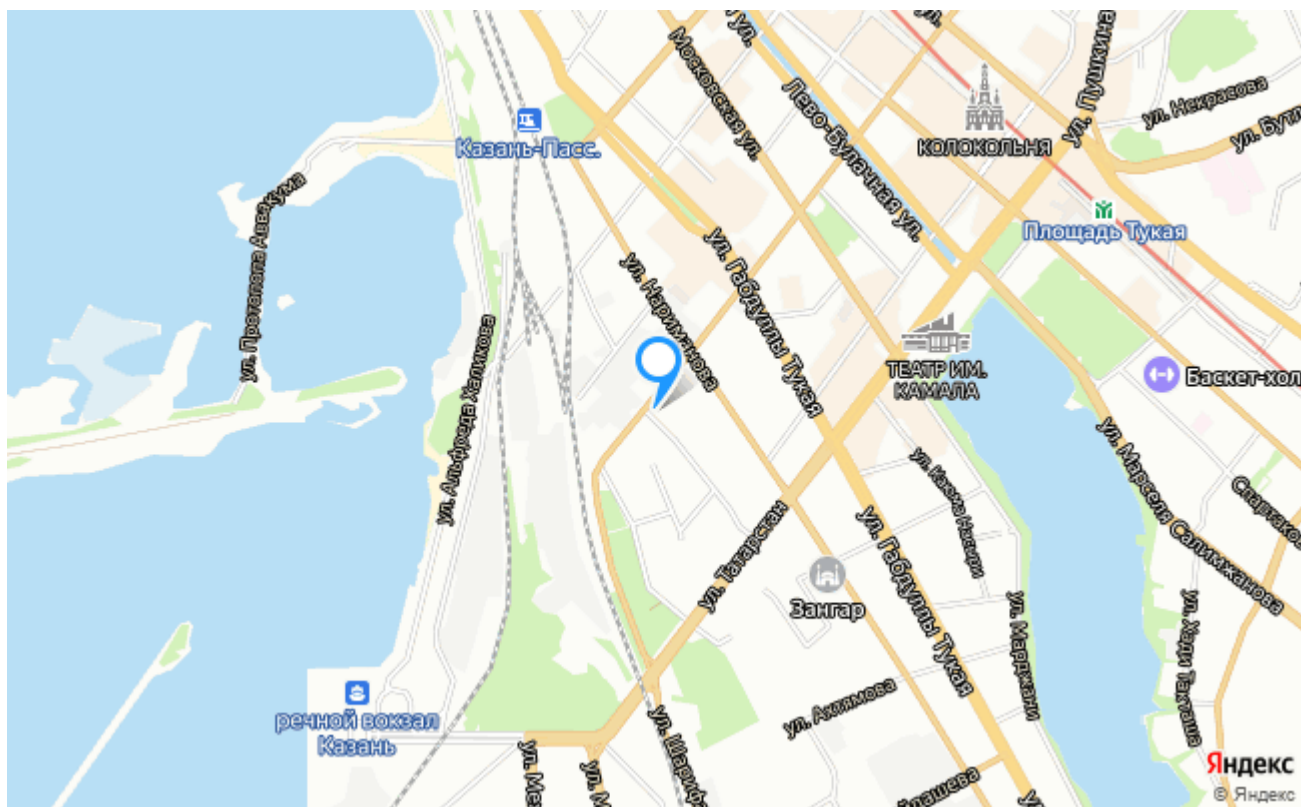 Московская ул.
Лево-Булачная ул.
ул. Пушкина
ул. Некрасова
КОЛОКОЛЬНЯ
Казань-Пасс.
ул. Протопопа Аввакума
ул. Габдуллы Тукая
Площадь Тукая
ул. Нариманова
ул. Альфреда Халикова
ТЕАТР ИМ.
КАМАЛА
ул. Марселя Салимжанова
ул. Каюма Насыри
ул. Татарстан
ул. Габдуллы Тукая
Зангар
ул. Марджани
ул. Хади Такташа
ул. Ахтямова
речной вокзал
Казань
Яндекс
© Яндекс